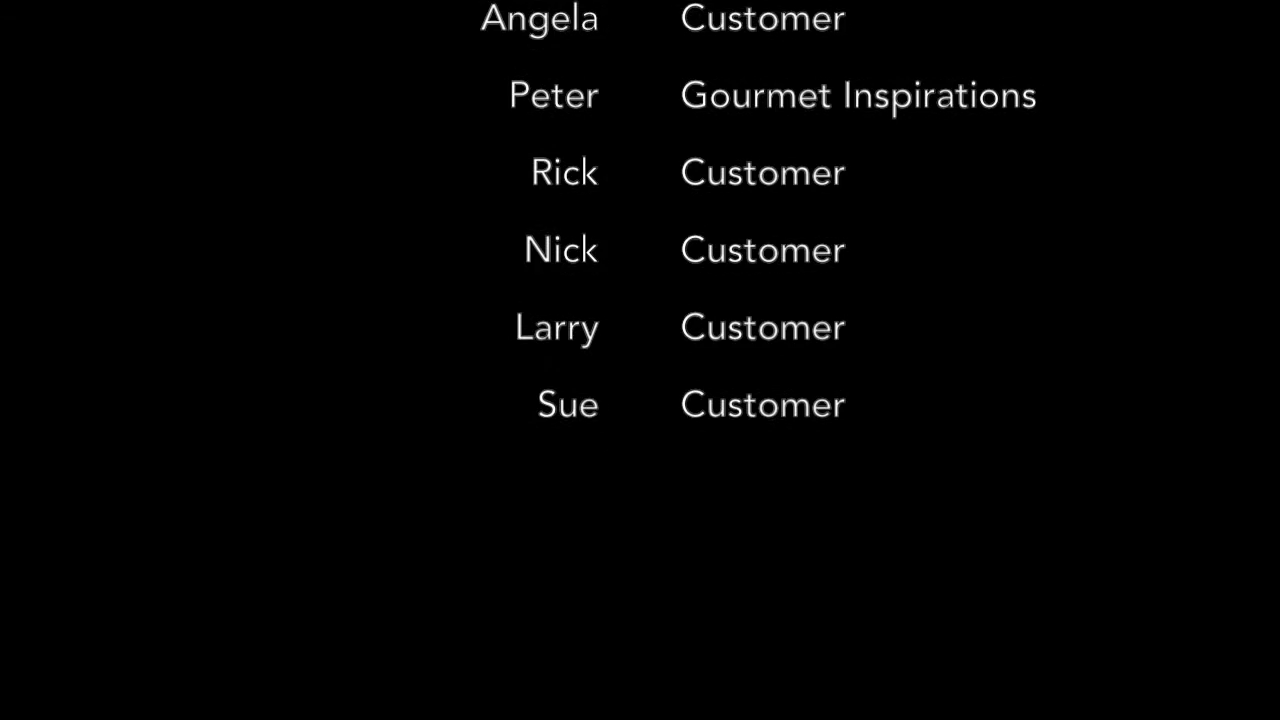 Angela Customer
Peter Gourmet Inspirations
Rick Customer
Nick Customer
Larry Customer
Sue Customer